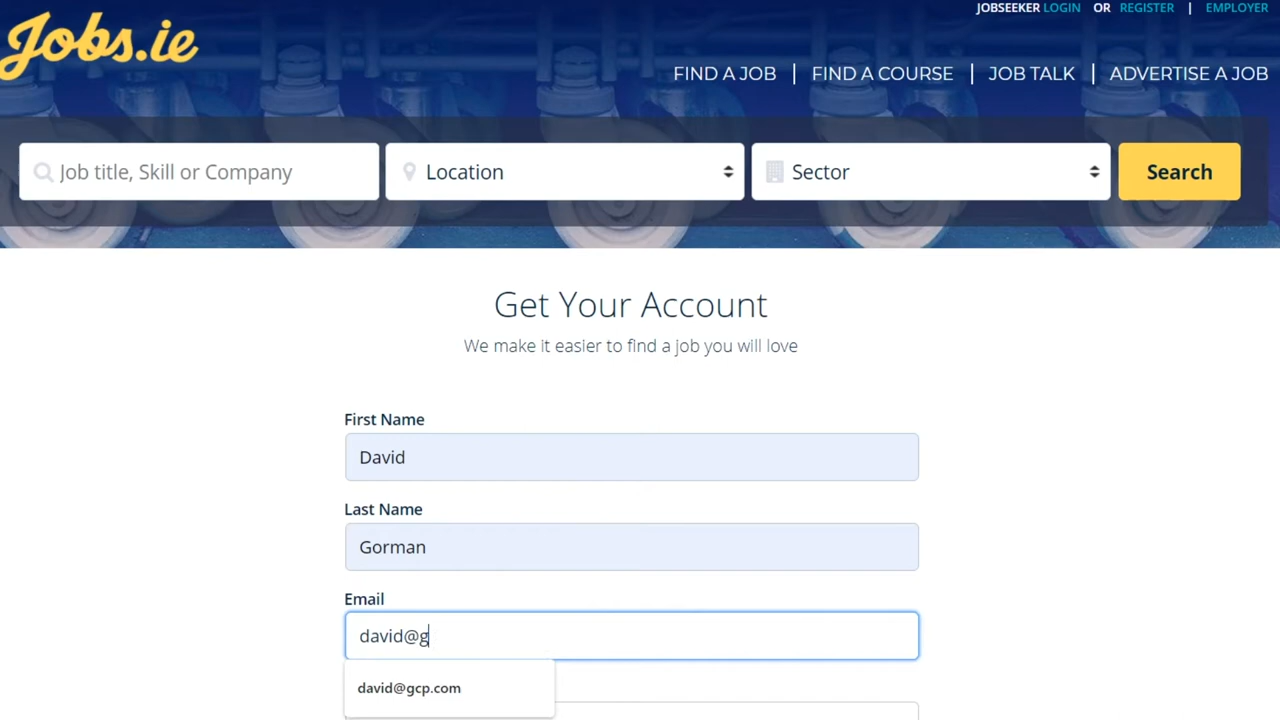 JOBSEEKER LOGIN OR REGISTER | EMPLOYER
Jobs.ie
FIND A JOB | FIND A COURSE | JOB TALK | ADVERTISE A JOB
Job title, Skill or Company
Location
Sector
Search
Get Your Account
We make it easier to find a job you will love
First Name
David
Last Name
Gorman
Email
david@g
david@gcp.com